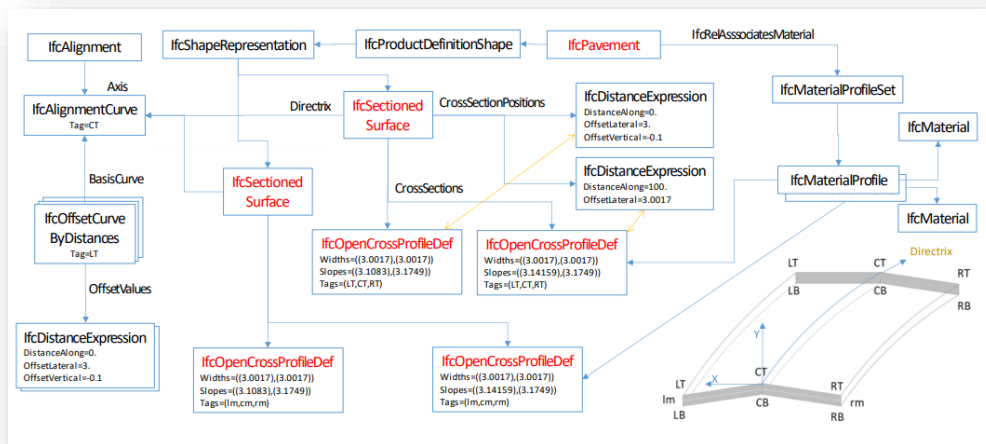 IfcAlignment
IfcShapeRepresentation
IfcProductDefinitionShape
IfcPavement
IfcRelAsssociatesMaterial
Axis
Directrix
IfcSectioned
Surface
CrossSectionPositions
IfcDistanceExpression
DistanceAlong=0.
OffsetLateral=3.
OffsetVertical=-0.1
IfcMaterialProfileSet
IfcAlignmentCurve
Tag=CT
IfcMaterial
BasisCurve
IfcSectioned
Surface
CrossSections
IfcDistanceExpression
DistanceAlong=100.
OffsetLateral=3.0017
IfcMaterialProfile
IfcOffsetCurve
ByDistances
Tag=LT
IfcMaterial
IfcOpenCrossProfileDef
Widths=((3.0017),(3.0017))
Slopes=((3.1083),(3.1749))
Tags=(LT,CT,RT)
IfcOpenCrossProfileDef
Widths=((3.0017),(3.0017))
Slopes=((3.14159),(3.1749))
Tags=(LT,CT,RT)
Directrix
LT
CT
RT
LB
CB
RB
OffsetValues
IfcDistanceExpression
DistanceAlong=0.
OffsetLateral=3.
OffsetVertical=-0.1
IfcOpenCrossProfileDef
Widths=((3.0017),(3.0017))
Slopes=((3.1083),(3.1749))
Tags=(lm,cm,rm)
IfcOpenCrossProfileDef
Widths=((3.0017),(3.0017))
Slopes=((3.14159),(3.1749))
Tags=(lm,cm,rm)
Y
X
LT
CT
RT
lm
rm
LB
CB
RB